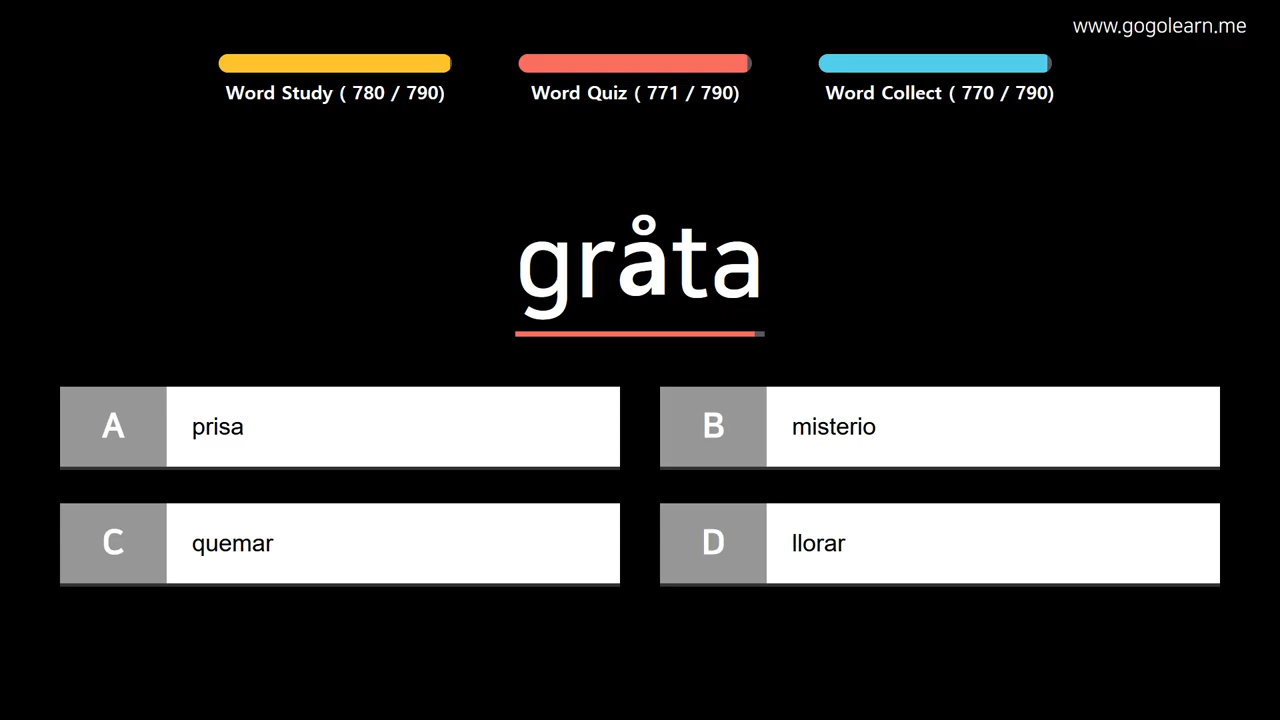 www.gogolearn.me
Word Study ( 780 / 790)
Word Quiz ( 771 / 790)
Word Collect ( 770 / 790)
gråta
A
prisa
B
misterio
C
quemar
D
llorar